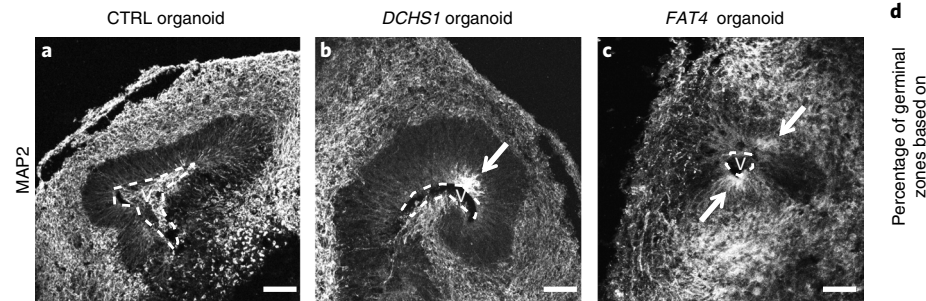 CTRL organoid
DCHS1 organoid
FAT4 organoid
d
a
b
c
MAP2
V
V
Percentage of germinal
zones based on